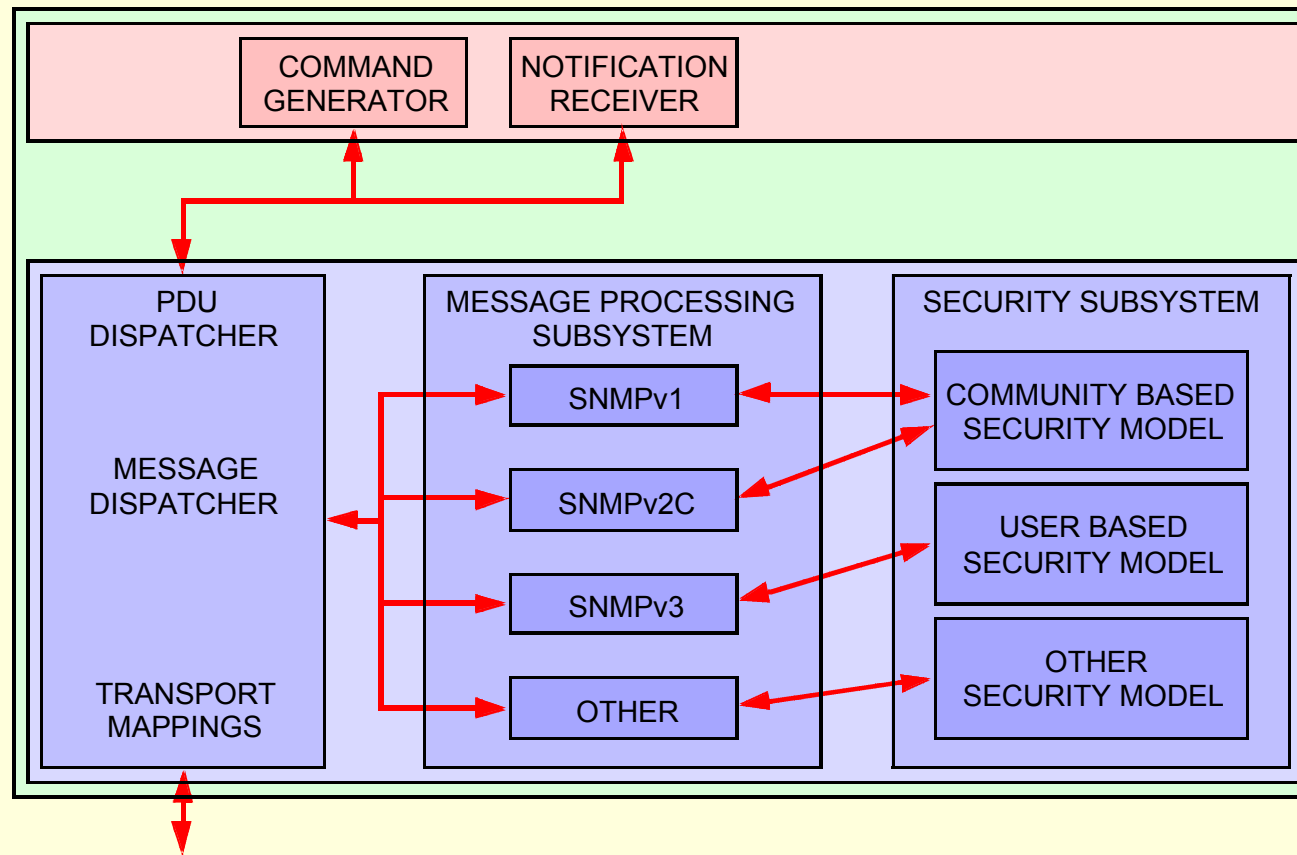 COMMAND
GENERATOR
NOTIFICATION
RECEIVER
PDU
DISPATCHER
MESSAGE
DISPATCHER
TRANSPORT
MAPPINGS
MESSAGE PROCESSING
SUBSYSTEM
SNMPv1
SNMPv2C
SNMPv3
OTHER
SECURITY SUBSYSTEM
COMMUNITY BASED
SECURITY MODEL
USER BASED
SECURITY MODEL
OTHER
SECURITY MODEL